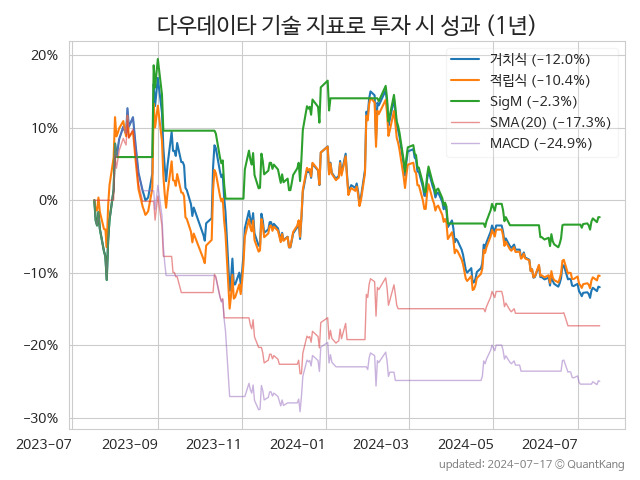 다우데이타 기술 지표로 투자 시 성과 (1년)
거치식 (−12.0%)
적립식 (−10.4%)
SigM (−2.3%)
SMA(20) (−17.3%)
MACD (−24.9%)
20%
10%
0%
−10%
−20%
−30%
2023-07 2023-09 2023-11 2024-01 2024-03 2024-05 2024-07
updated: 2024-07-17 © QuantKang